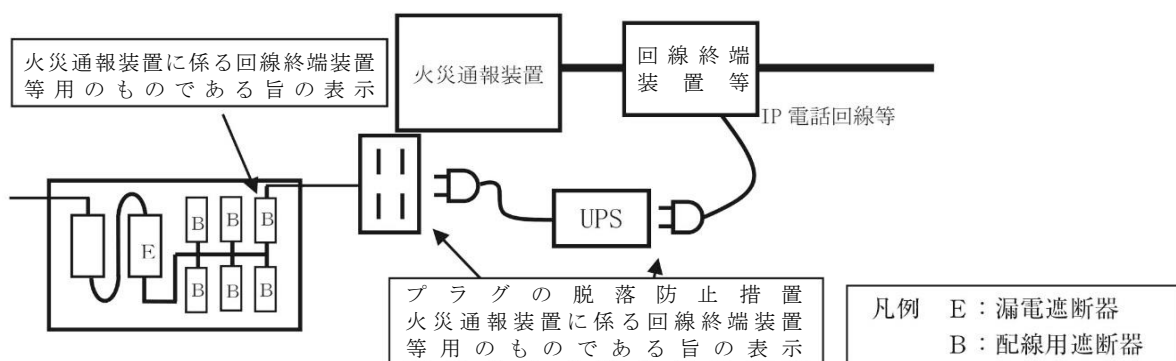 火災通報装置に係る回線終端装置
等用のものである旨の表示
火災通報装置
回線終端
装置等
IP 電話回線等
UPS
E
B
B
B
B
B
B
プラグの脱落防止措置
火災通報装置に係る回線終端装置
等用のものである旨の表示
凡例　E：漏電遮断器
B：配線用遮断器